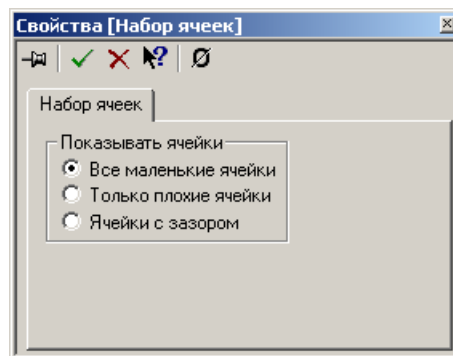 Свойства [Набор ячеек]
Набор ячеек
Показывать ячейки
Все маленькие ячейки
Только плохие ячейки
Ячейки с зазором